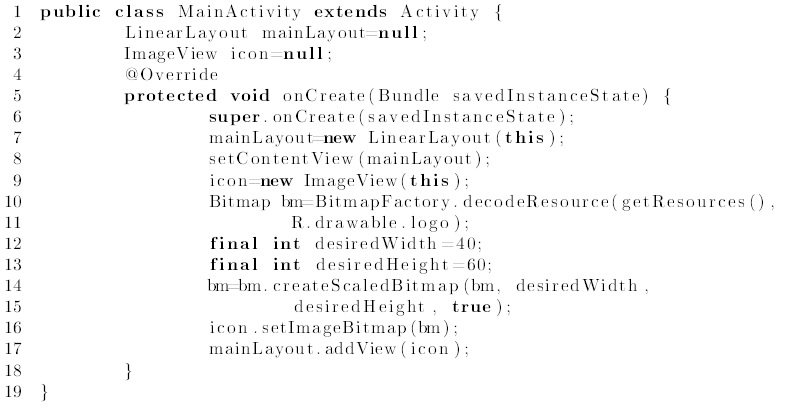 1 public class MainActivity extends Activity {
2 LinearLayout mainLayout=null;
3 ImageView icon=null;
4 @Override
5 protected void onCreate(Bundle savedInstanceState) {
6 super.onCreate(savedInstanceState);
7 mainLayout=new LinearLayout(this);
8 setContentView(mainLayout);
9 icon=new ImageView(this);
10 Bitmap bm=BitmapFactory.decodeResource(getResources(),
11 R.drawable.logo);
12 final int desiredWidth=40;
13 final int desiredHeight=60;
14 bm=bm.createScaledBitmap(bm, desiredWidth,
15 desiredHeight, true);
16 icon.setImageBitmap(bm);
17 mainLayout.addView(icon);
18 }
19 }